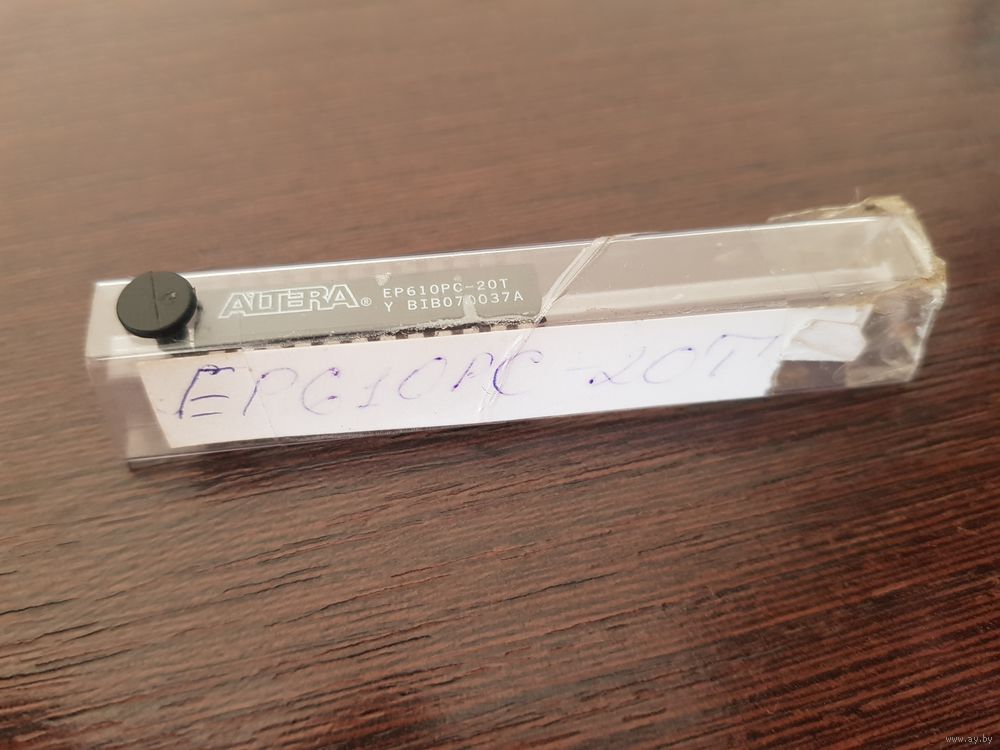 ALTERA® EP610PC-20T
Y BIB070037A
EP610PC-20T
www.ay.by